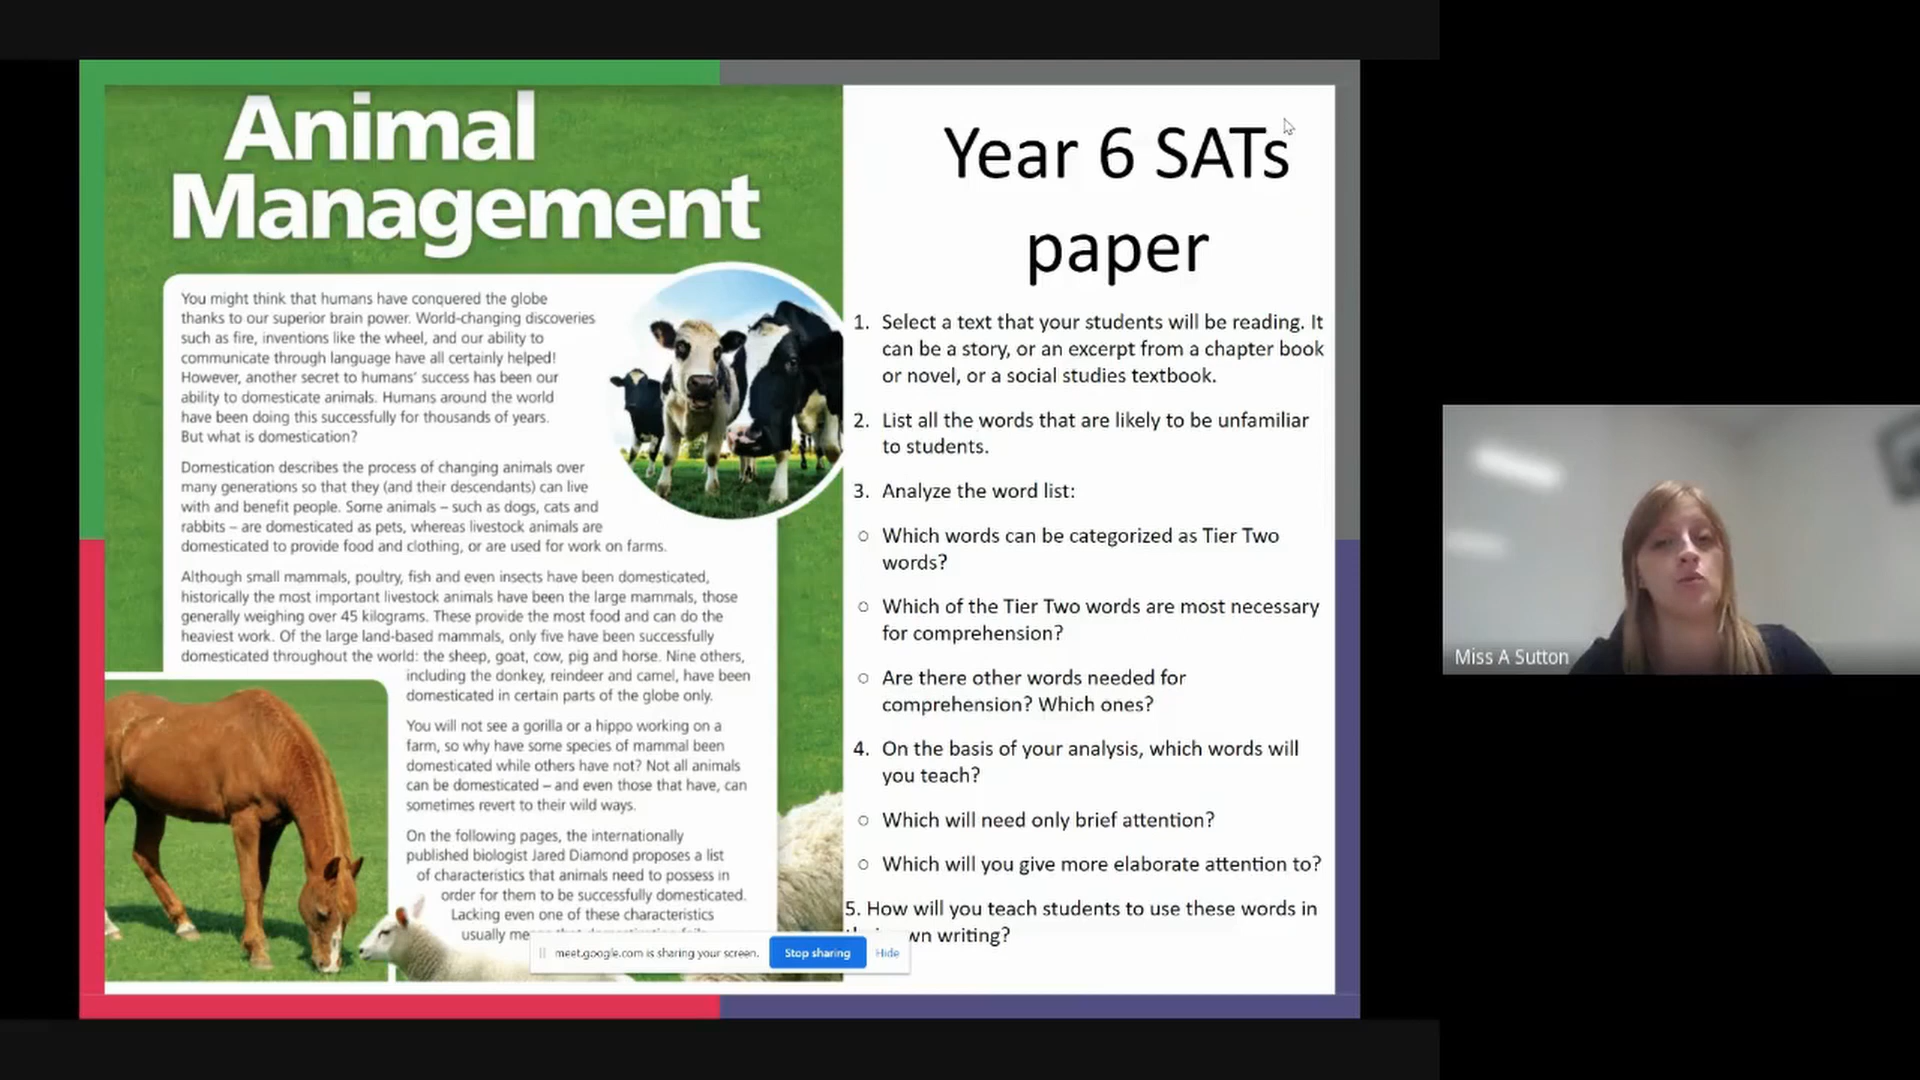 Animal
Management
You might think that humans have conquered the globe
thanks to our superior brain power. World-changing discoveries
such as fire, inventions like the wheel, and our ability to
communicate through language have all certainly helped!
However, another secret to humans' success has been our
ability to domesticate animals. Humans around the world
have been doing this successfully for thousands of years.
But what is domestication?
Domestication describes the process of changing animals over
many generations so that they (and their descendants) can live
with and benefit people. Some animals – such as dogs, cats and
rabbits – are domesticated as pets, whereas livestock animals are
domesticated to provide food and clothing, or are used for work on farms.
Although small mammals, poultry, fish and even insects have been domesticated,
historically the most important livestock animals have been the large mammals, those
generally weighing over 45 kilograms. These provide the most food and can do the
heaviest work. Of the large land-based mammals, only five have been successfully
domesticated throughout the world: the sheep, goat, cow, pig and horse. Nine others,
including the donkey, reindeer and camel, have been
domesticated in certain parts of the globe only.
You will not see a gorilla or a hippo working on a
farm, so why have some species of mammal been
domesticated while others have not? Not all animals
can be domesticated – and even those that have, can
sometimes revert to their wild ways.
On the following pages, the internationally
published biologist Jared Diamond proposes a list
of characteristics that animals need to possess in
order for them to be successfully domesticated.
Lacking even one of these characteristics
usually
Year 6 SATs
paper
1. Select a text that your students will be reading. It
can be a story, or an excerpt from a chapter book
or novel, or a social studies textbook.
2. List all the words that are likely to be unfamiliar
to students.
3. Analyze the word list:
○ Which words can be categorized as Tier Two
words?
○ Which of the Tier Two words are most necessary
for comprehension?
○ Are there other words needed for
comprehension? Which ones?
4. On the basis of your analysis, which words will
you teach?
○ Which will need only brief attention?
○ Which will you give more elaborate attention to?
5. How will you teach students to use these words in
writing?
meet.google.com is sharing your screen.
Stop sharing
Hide
Miss A Sutton